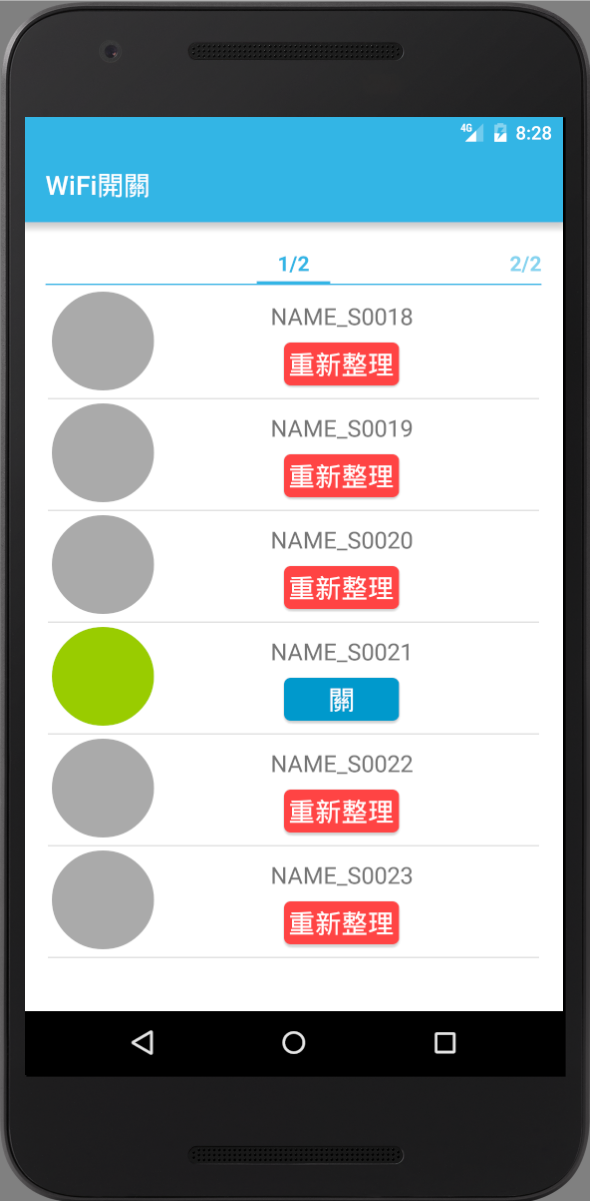 4G 8:28
WiFi開關
1/2 2/2
NAME_S0018
重新整理
NAME_S0019
重新整理
NAME_S0020
重新整理
NAME_S0021
關
NAME_S0022
重新整理
NAME_S0023
重新整理